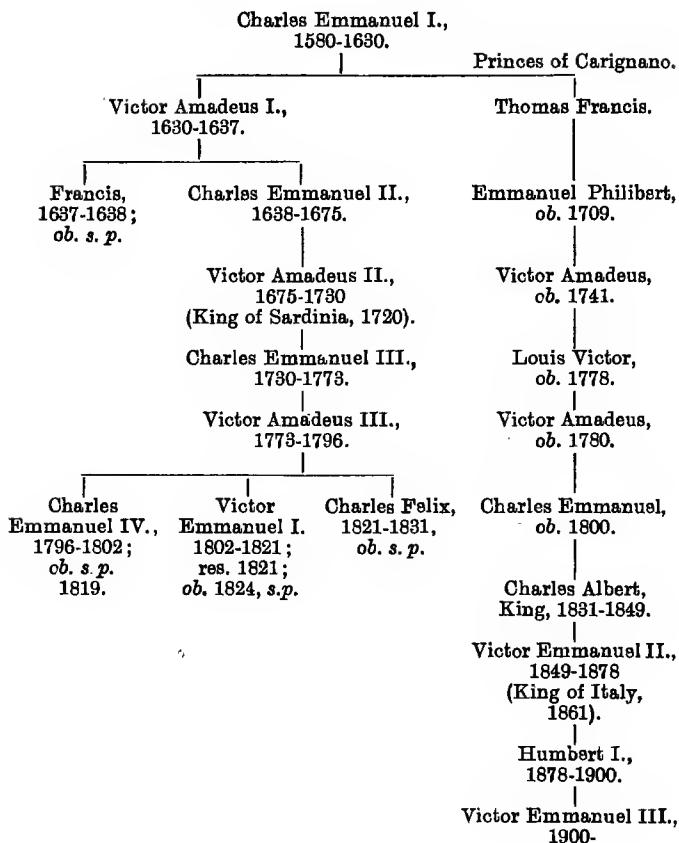 Charles Emmanuel I.,
1580-1630.
Princes of Carignano.
Victor Amadeus I.,
1630-1637.
Thomas Francis.
Francis,
1637-1638;
ob. s. p.
Charles Emmanuel II.,
1638-1675.
Emmanuel Philibert,
ob. 1709.
Victor Amadeus II.,
1675-1730
(King of Sardinia, 1720).
Victor Amadeus,
ob. 1741.
Charles Emmanuel III.,
1730-1773.
Louis Victor,
ob. 1778.
Victor Amadeus III.,
1773-1796.
Victor Amadeus,
ob. 1780.
Charles
Emmanuel IV.,
1796-1802;
ob. s. p.
1819.
Victor
Emmanuel I.
1802-1821;
res. 1821;
ob. 1824, s.p.
Charles Felix,
1821-1831,
ob. s. p.
Charles Emmanuel,
ob. 1800.
Charles Albert,
King, 1831-1849.
Victor Emmanuel II.,
1849-1878
(King of Italy,
1861).
Humbert I.,
1878-1900.
Victor Emmanuel III.,
1900-